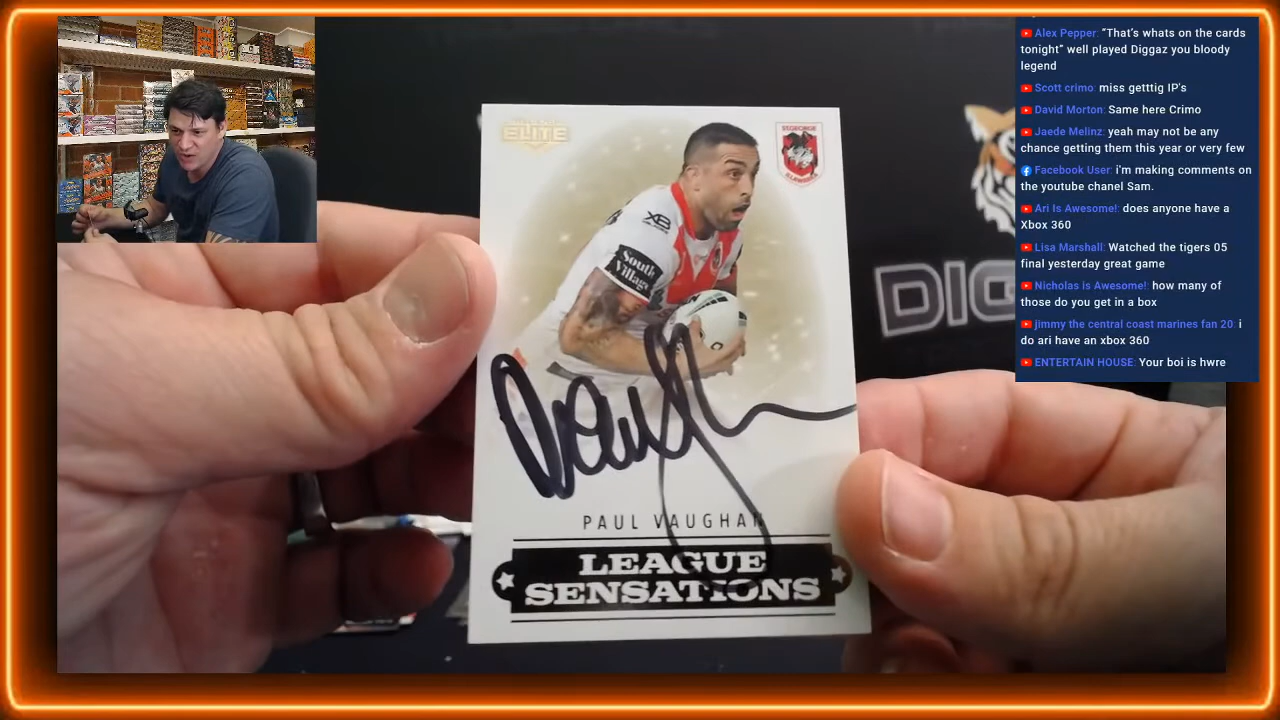 ELITE
ST GEORGE
ILLAWARRA
XB
South
Village
PAUL VAUGHAN
LEAGUE
SENSATIONS
DIG
Alex Pepper: “That’s whats on the cards
tonight” well played Diggaz you bloody
legend
Scott crimo: miss getttig IP's
David Morton: Same here Crimo
Jaede Melinz: yeah may not be any
chance getting them this year or very few
Facebook User: i'm making comments on
the youtube chanel Sam.
Ari Is Awesome!: does anyone have a
Xbox 360
Lisa Marshall: Watched the tigers 05
final yesterday great game
Nicholas is Awesome!: how many of
those do you get in a box
jimmy the central coast marines fan 20: i
do ari have an xbox 360
ENTERTAIN HOUSE: Your boi is hwre